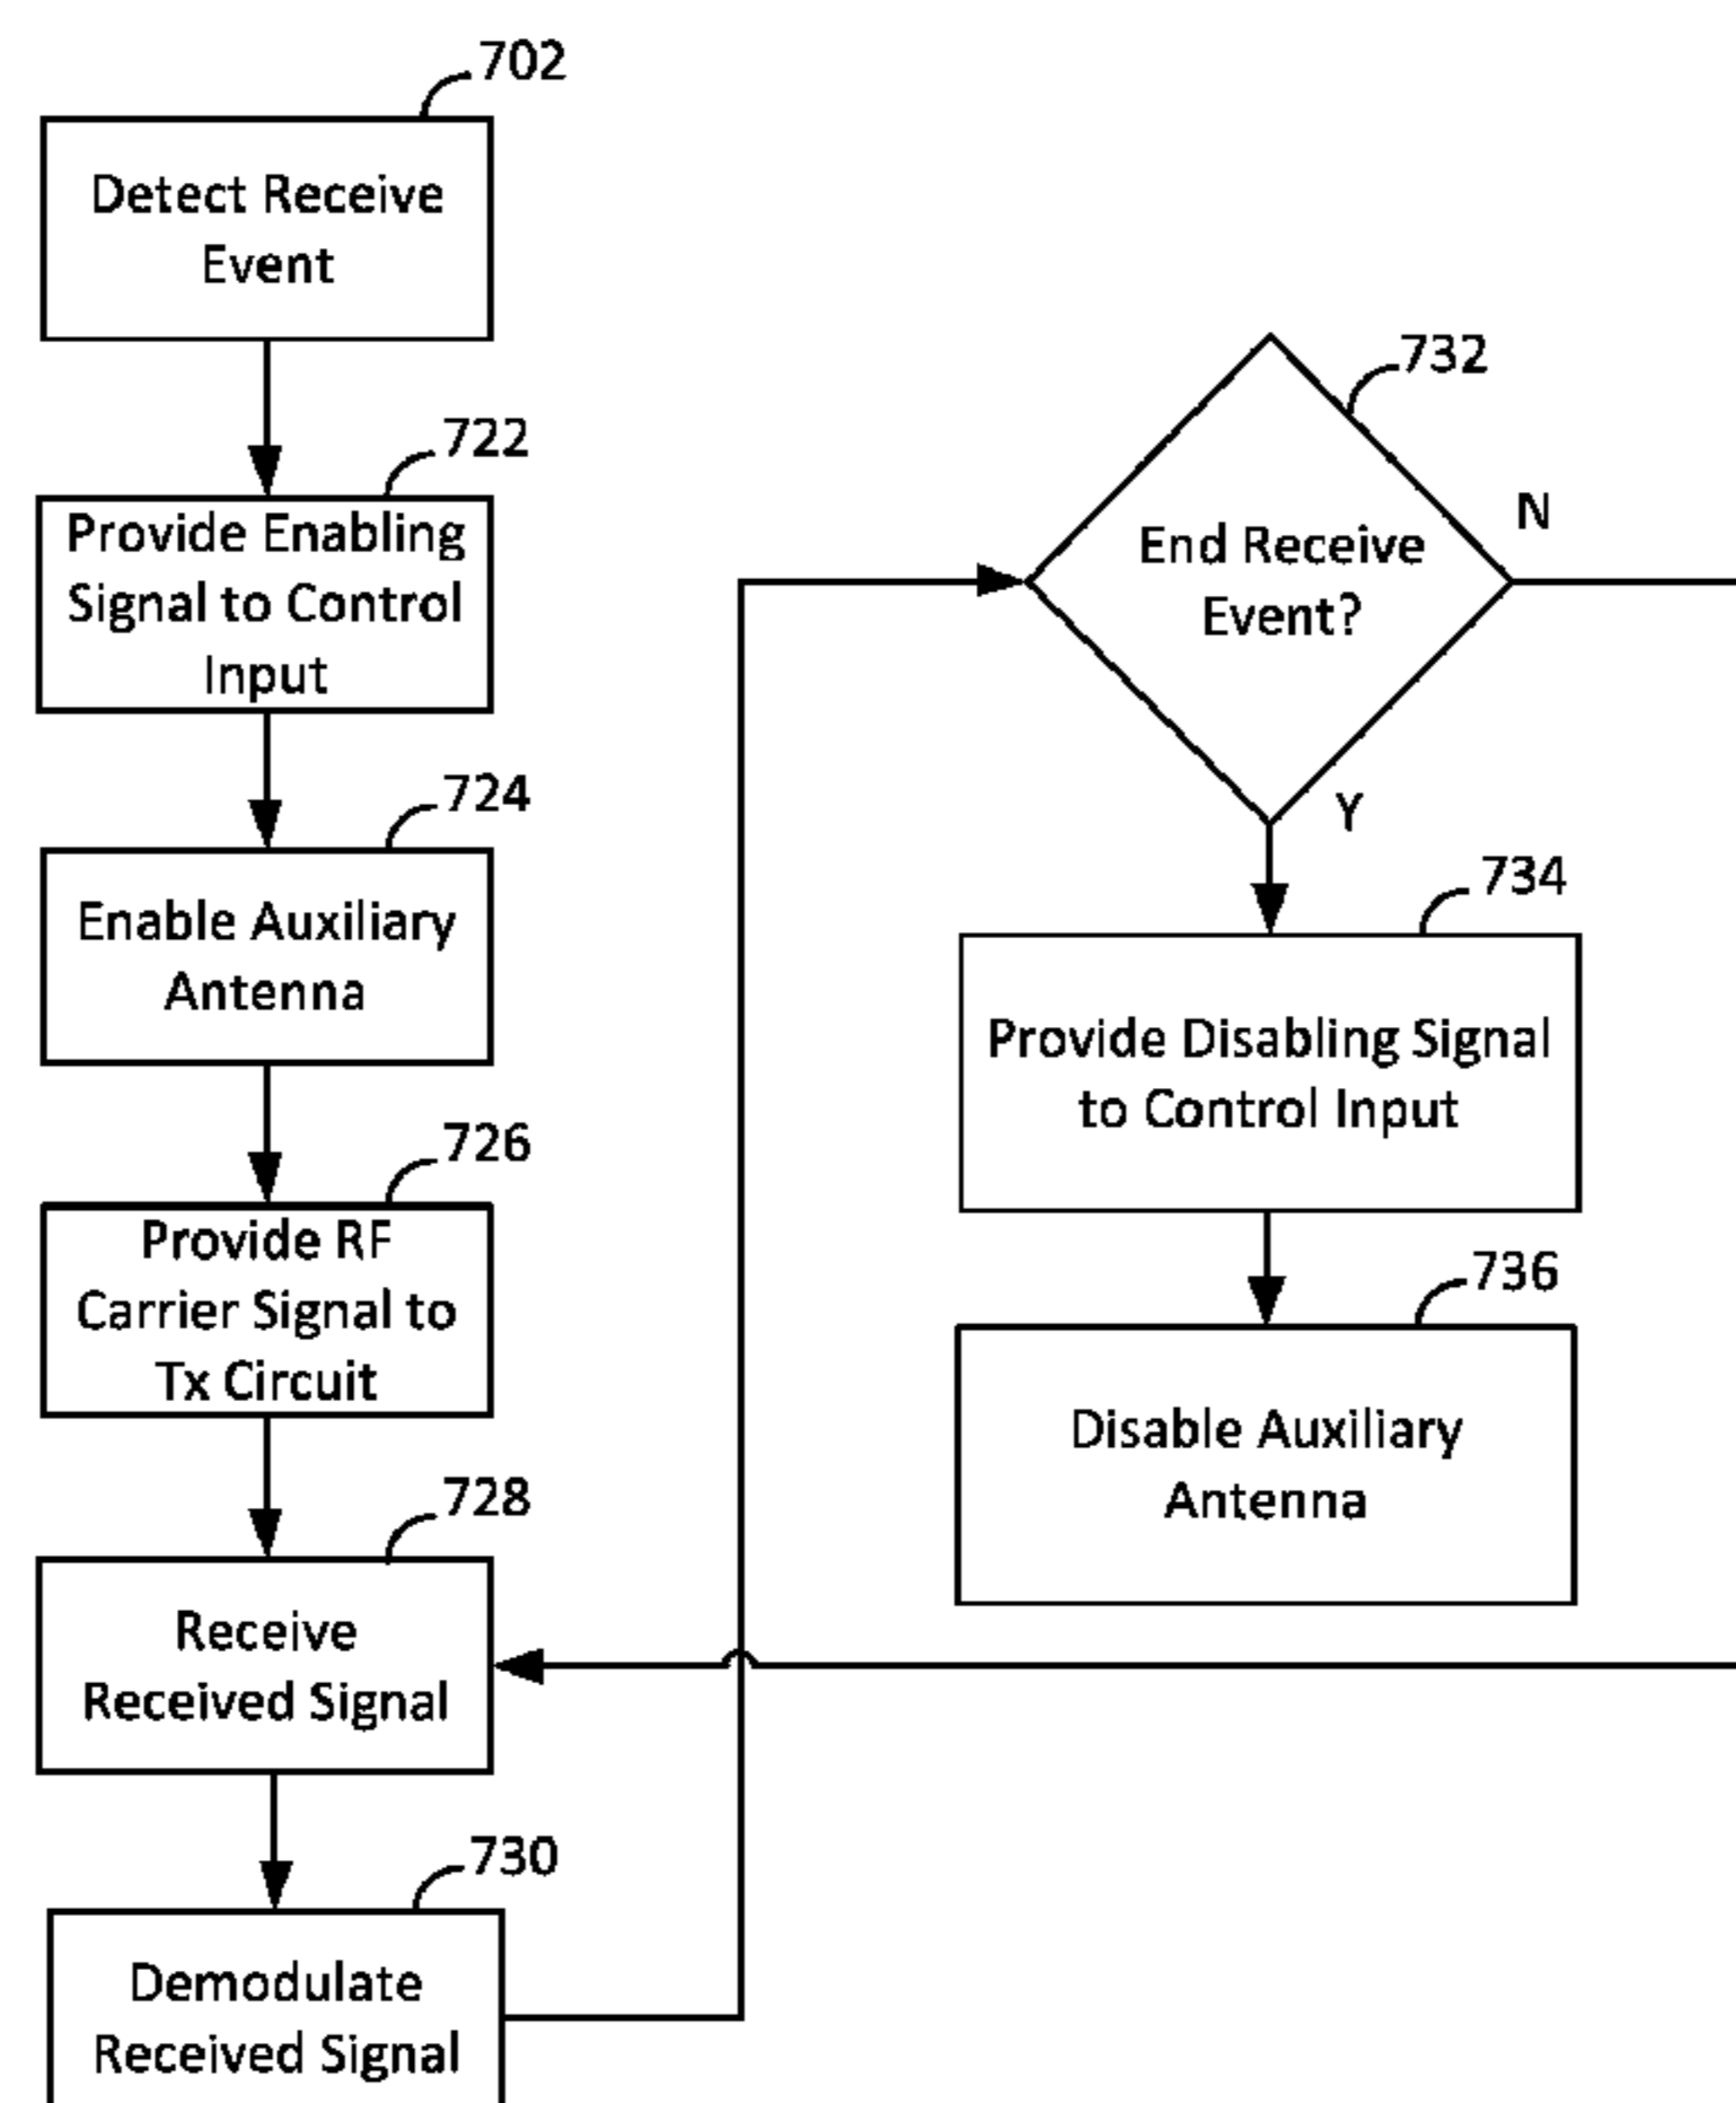 702
Detect Receive
Event
722
Provide Enabling
Signal to Control
Input
724
Enable Auxiliary
Antenna
726
Provide RF
Carrier Signal to
Tx Circuit
728
Receive
Received Signal
730
Demodulate
Received Signal
732
End Receive
Event?
N
Y
734
Provide Disabling Signal
to Control Input
736
Disable Auxiliary
Antenna